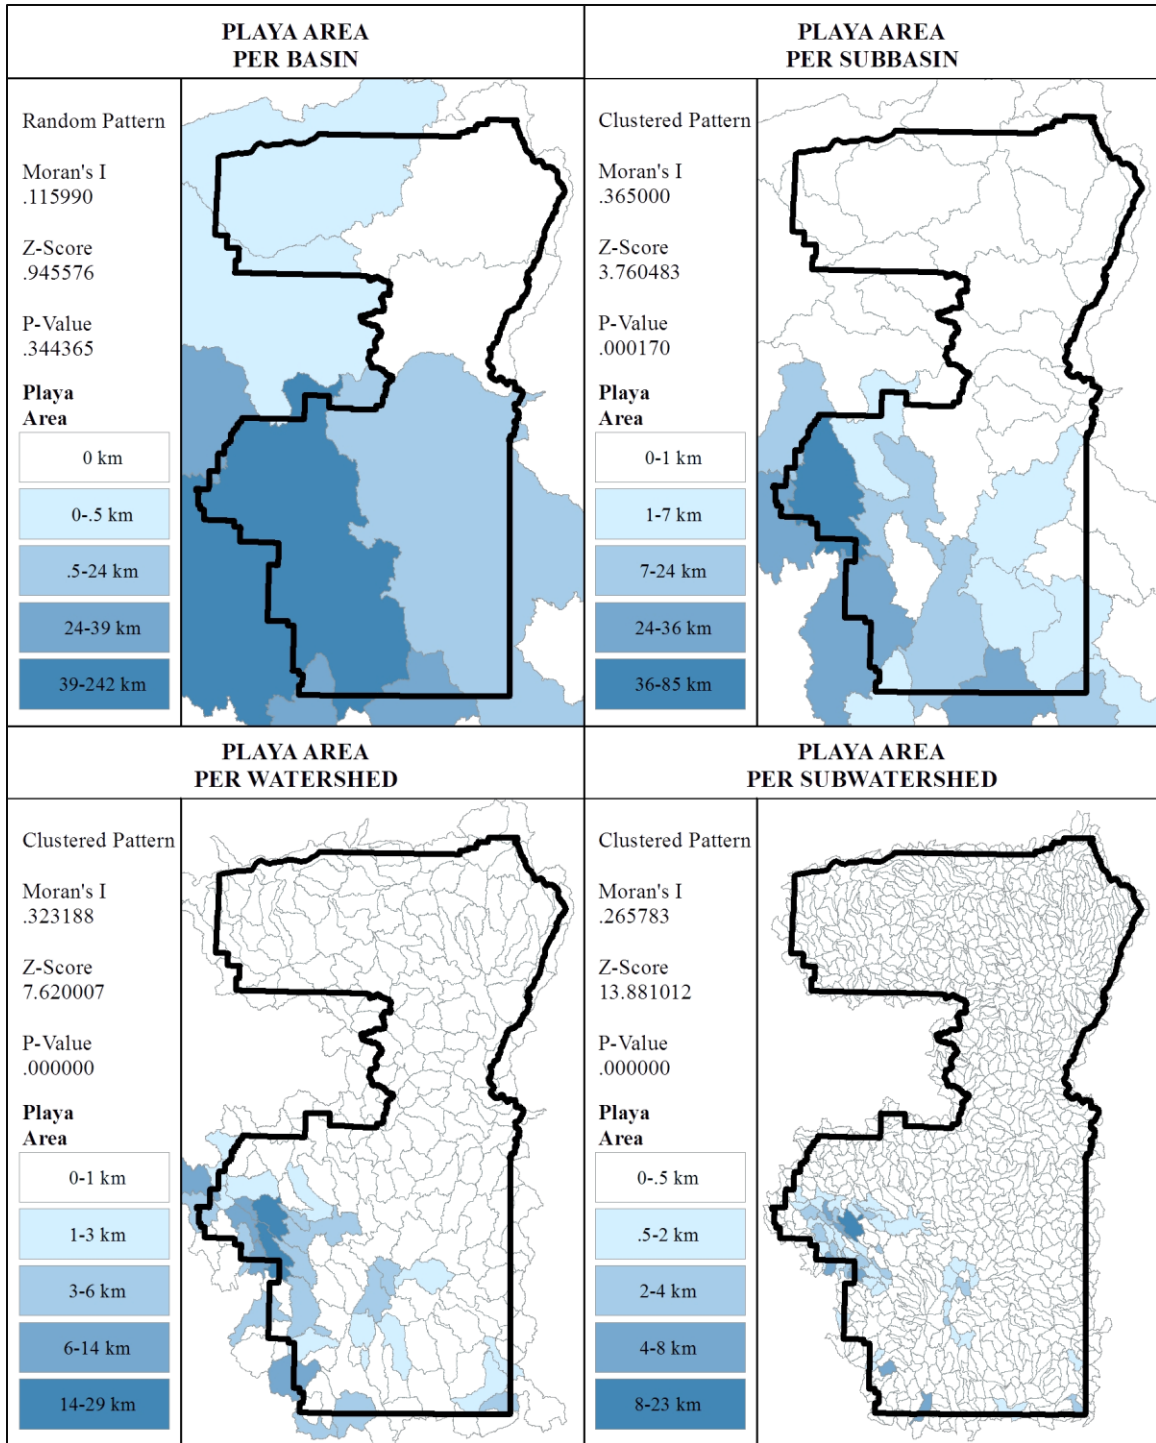 PLAYA AREA
PER BASIN
Random Pattern
Moran's I
.115990
Z-Score
.945576
P-Value
.344365
Playa
Area
0 km
0-.5 km
.5-24 km
24-39 km
39-242 km
PLAYA AREA
PER SUBBASIN
Clustered Pattern
Moran's I
.365000
Z-Score
3.760483
P-Value
.000170
Playa
Area
0-1 km
1-7 km
7-24 km
24-36 km
36-85 km
PLAYA AREA
PER WATERSHED
Clustered Pattern
Moran's I
.323188
Z-Score
7.620007
P-Value
.000000
Playa
Area
0-1 km
1-3 km
3-6 km
6-14 km
14-29 km
PLAYA AREA
PER SUBWATERSHED
Clustered Pattern
Moran's I
.265783
Z-Score
13.881012
P-Value
.000000
Playa
Area
0-.5 km
.5-2 km
2-4 km
4-8 km
8-23 km